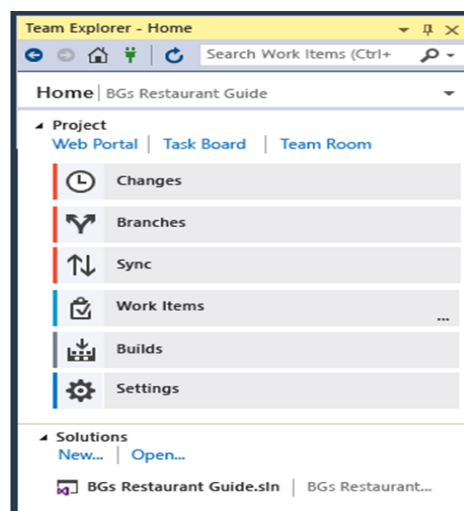 Team Explorer - Home
Search Work Items (Ctrl+
Home | BGs Restaurant Guide
Project
Web Portal | Task Board | Team Room
Changes
Branches
Sync
Work Items
...
Builds
Settings
Solutions
New... | Open...
BGs Restaurant Guide.sln | BGs Restaurant...